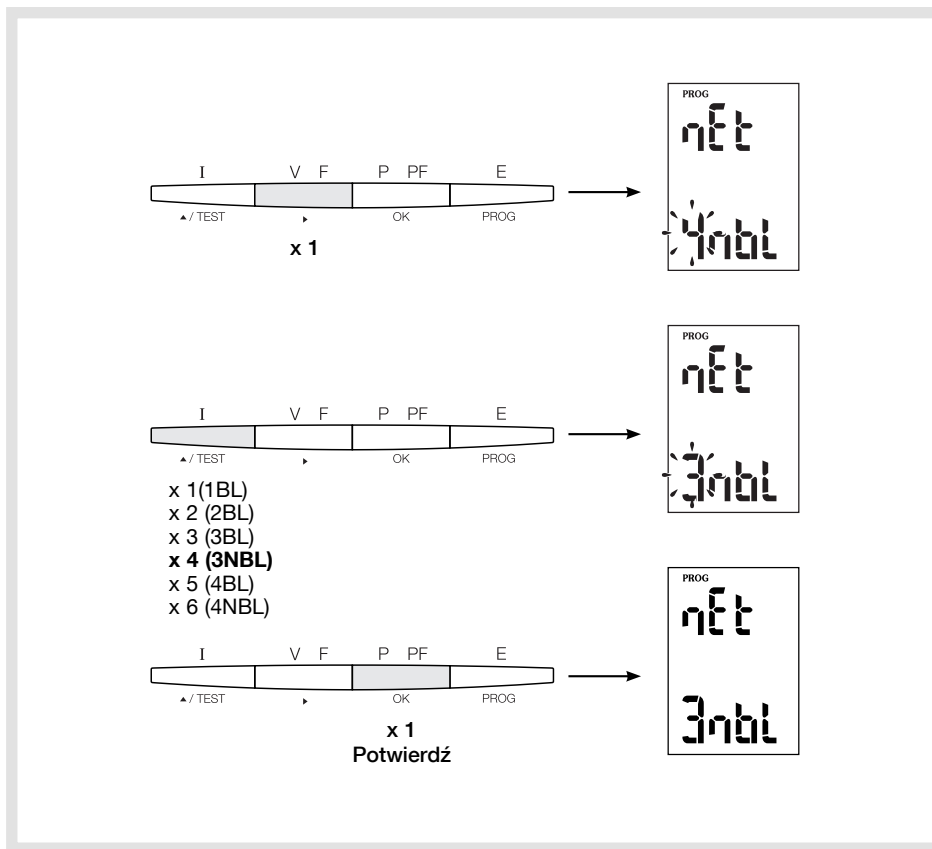 PROG
nEt
I V F P PF E
▲ / TEST ▸ OK PROG
x 1
4nbL
PROG
nEt
I V F P PF E
▲ / TEST ▸ OK PROG
3nbL
x 1(1BL)
x 2 (2BL)
x 3 (3BL)
x 4 (3NBL)
x 5 (4BL)
x 6 (4NBL)
PROG
nEt
I V F P PF E
▲ / TEST ▸ OK PROG
3nbL
x 1
Potwierdź